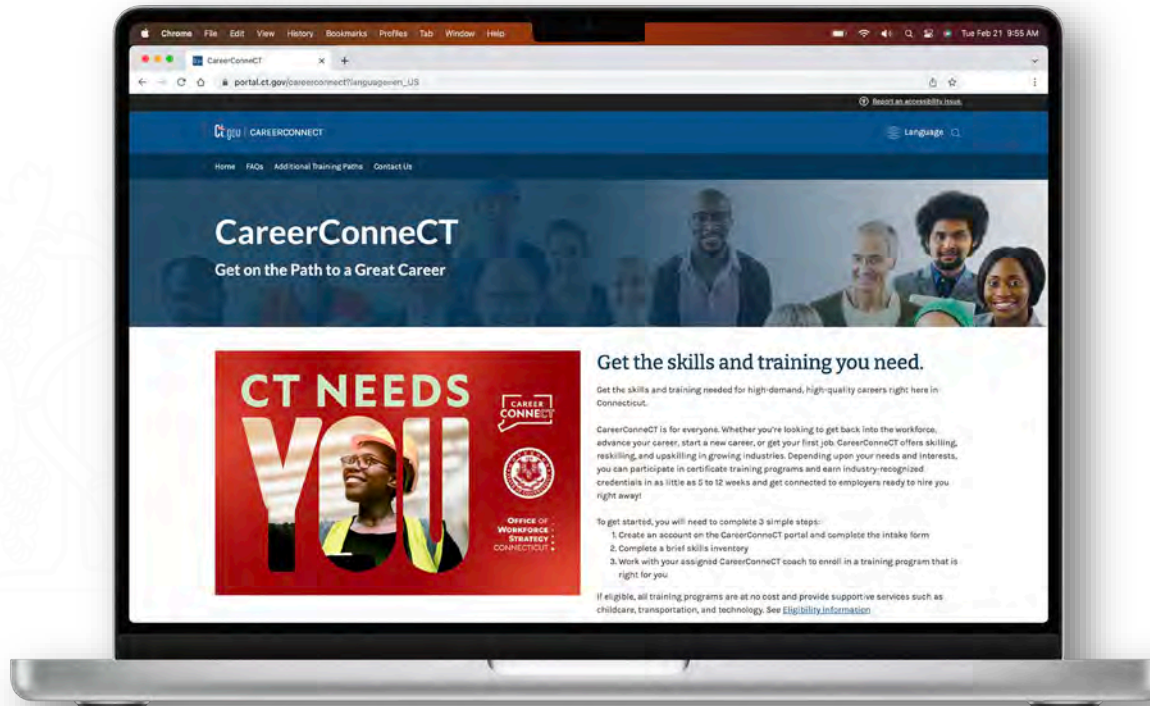 Chrome File Edit View History Bookmarks Profiles Tab Window Help
Tue Feb 21 9:55 AM
CareerConneCT
portal.ct.gov/careerconnect?language=en_US
Report an accessibility issue
Ct.gov | CAREERCONNECT
Language
Home FAQs Additional Training Paths Contact Us
CareerConneCT
Get on the Path to a Great Career
CT NEEDS
YOU
CAREER
CONNECT
OFFICE OF
WORKFORCE
STRATEGY
CONNECTICUT
Get the skills and training you need.
Get the skills and training needed for high-demand, high-quality careers right here in
Connecticut.
CareerConneCT is for everyone. Whether you're looking to get back into the workforce,
advance your career, start a new career, or get your first job. CareerConneCT offers skilling,
reskilling, and upskilling in growing industries. Depending upon your needs and interests,
you can participate in certificate training programs and earn industry-recognized
credentials in as little as 5 to 12 weeks and get connected to employers ready to hire you
right away!
To get started, you will need to complete 3 simple steps:
1. Create an account on the CareerConneCT portal and complete the intake form
2. Complete a brief skills inventory
3. Work with your assigned CareerConneCT coach to enroll in a training program that is
right for you
If eligible, all training programs are at no cost and provide supportive services such as
childcare, transportation, and technology. See Eligibility Information